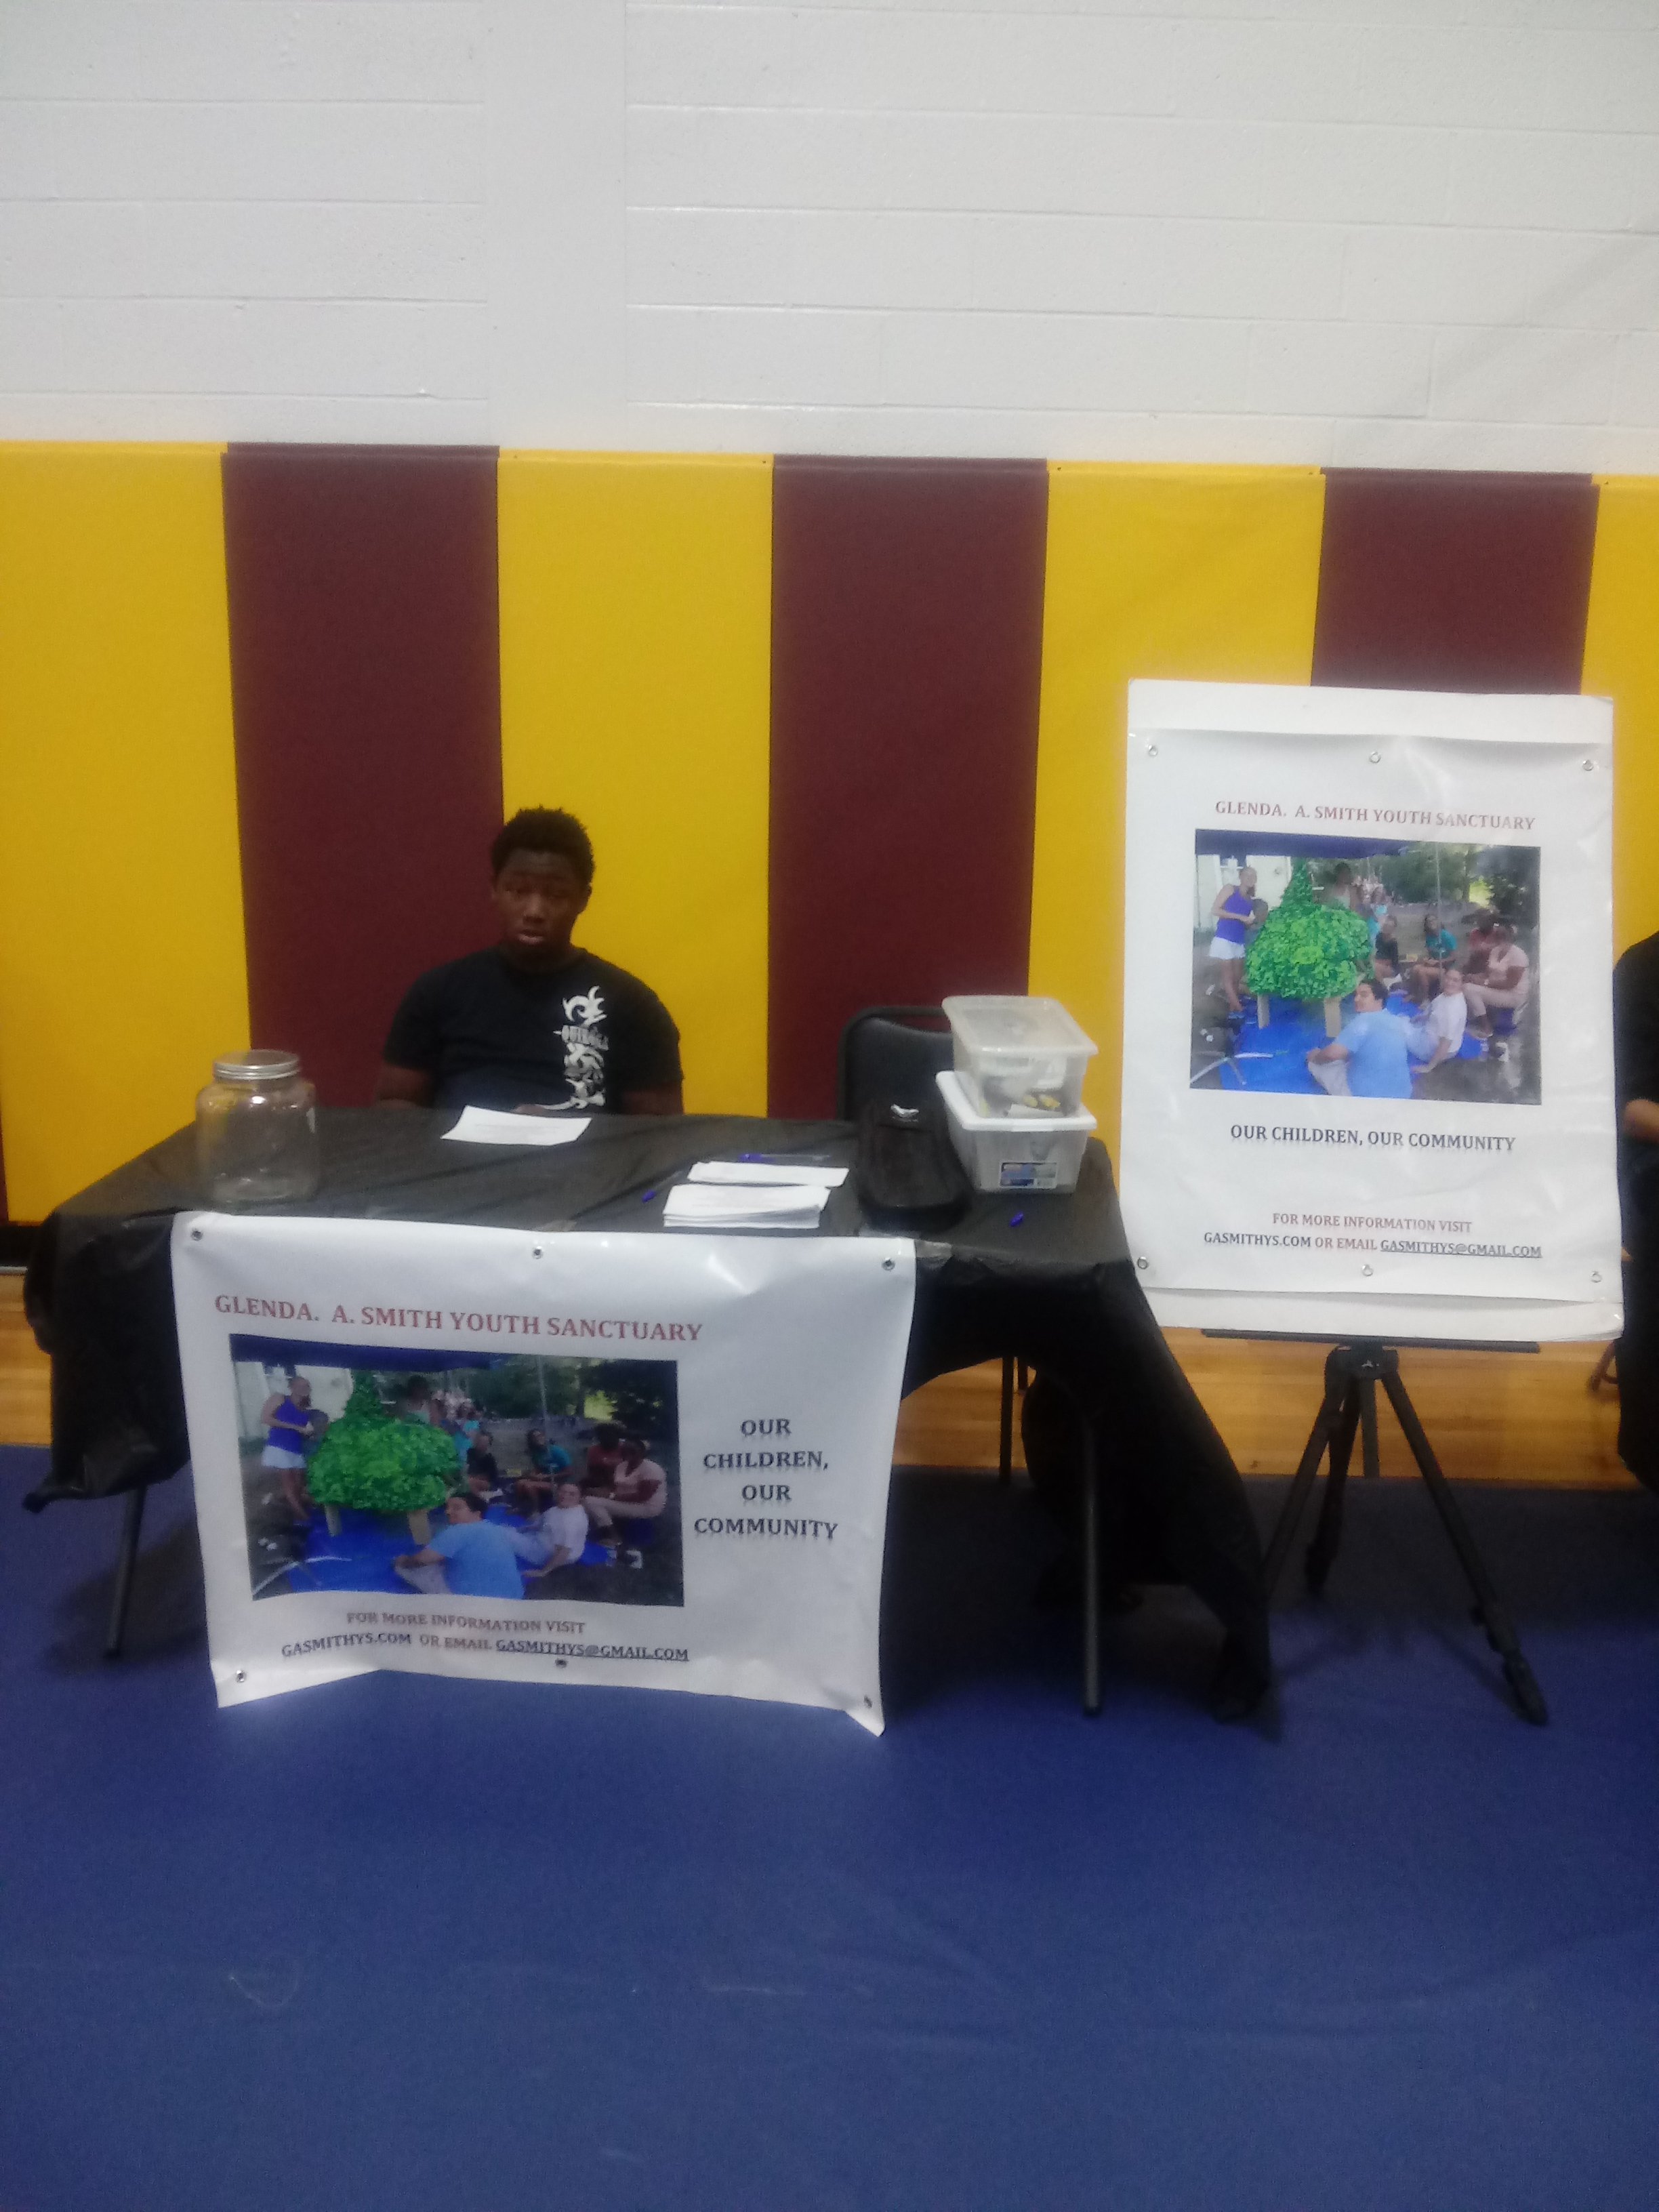 GLENDA. A. SMITH YOUTH SANCTUARY
OUR CHILDREN, OUR COMMUNITY
FOR MORE INFORMATION VISIT
GASMITHYS.COM OR EMAIL GASMITHYS@GMAIL.COM
GLENDA. A. SMITH YOUTH SANCTUARY
OUR
CHILDREN,
OUR
COMMUNITY
FOR MORE INFORMATION VISIT
GASMITHYS.COM OR EMAIL GASMITHYS@GMAIL.COM